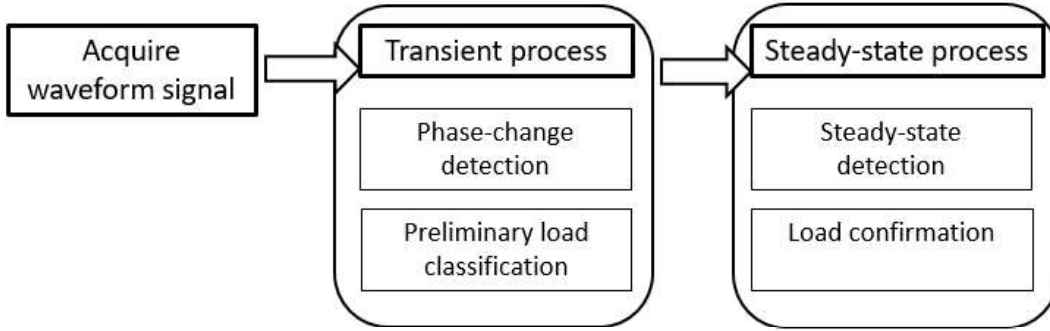 Acquire
waveform signal
Transient process
Phase-change
detection
Preliminary load
classification
Steady-state process
Steady-state
detection
Load confirmation